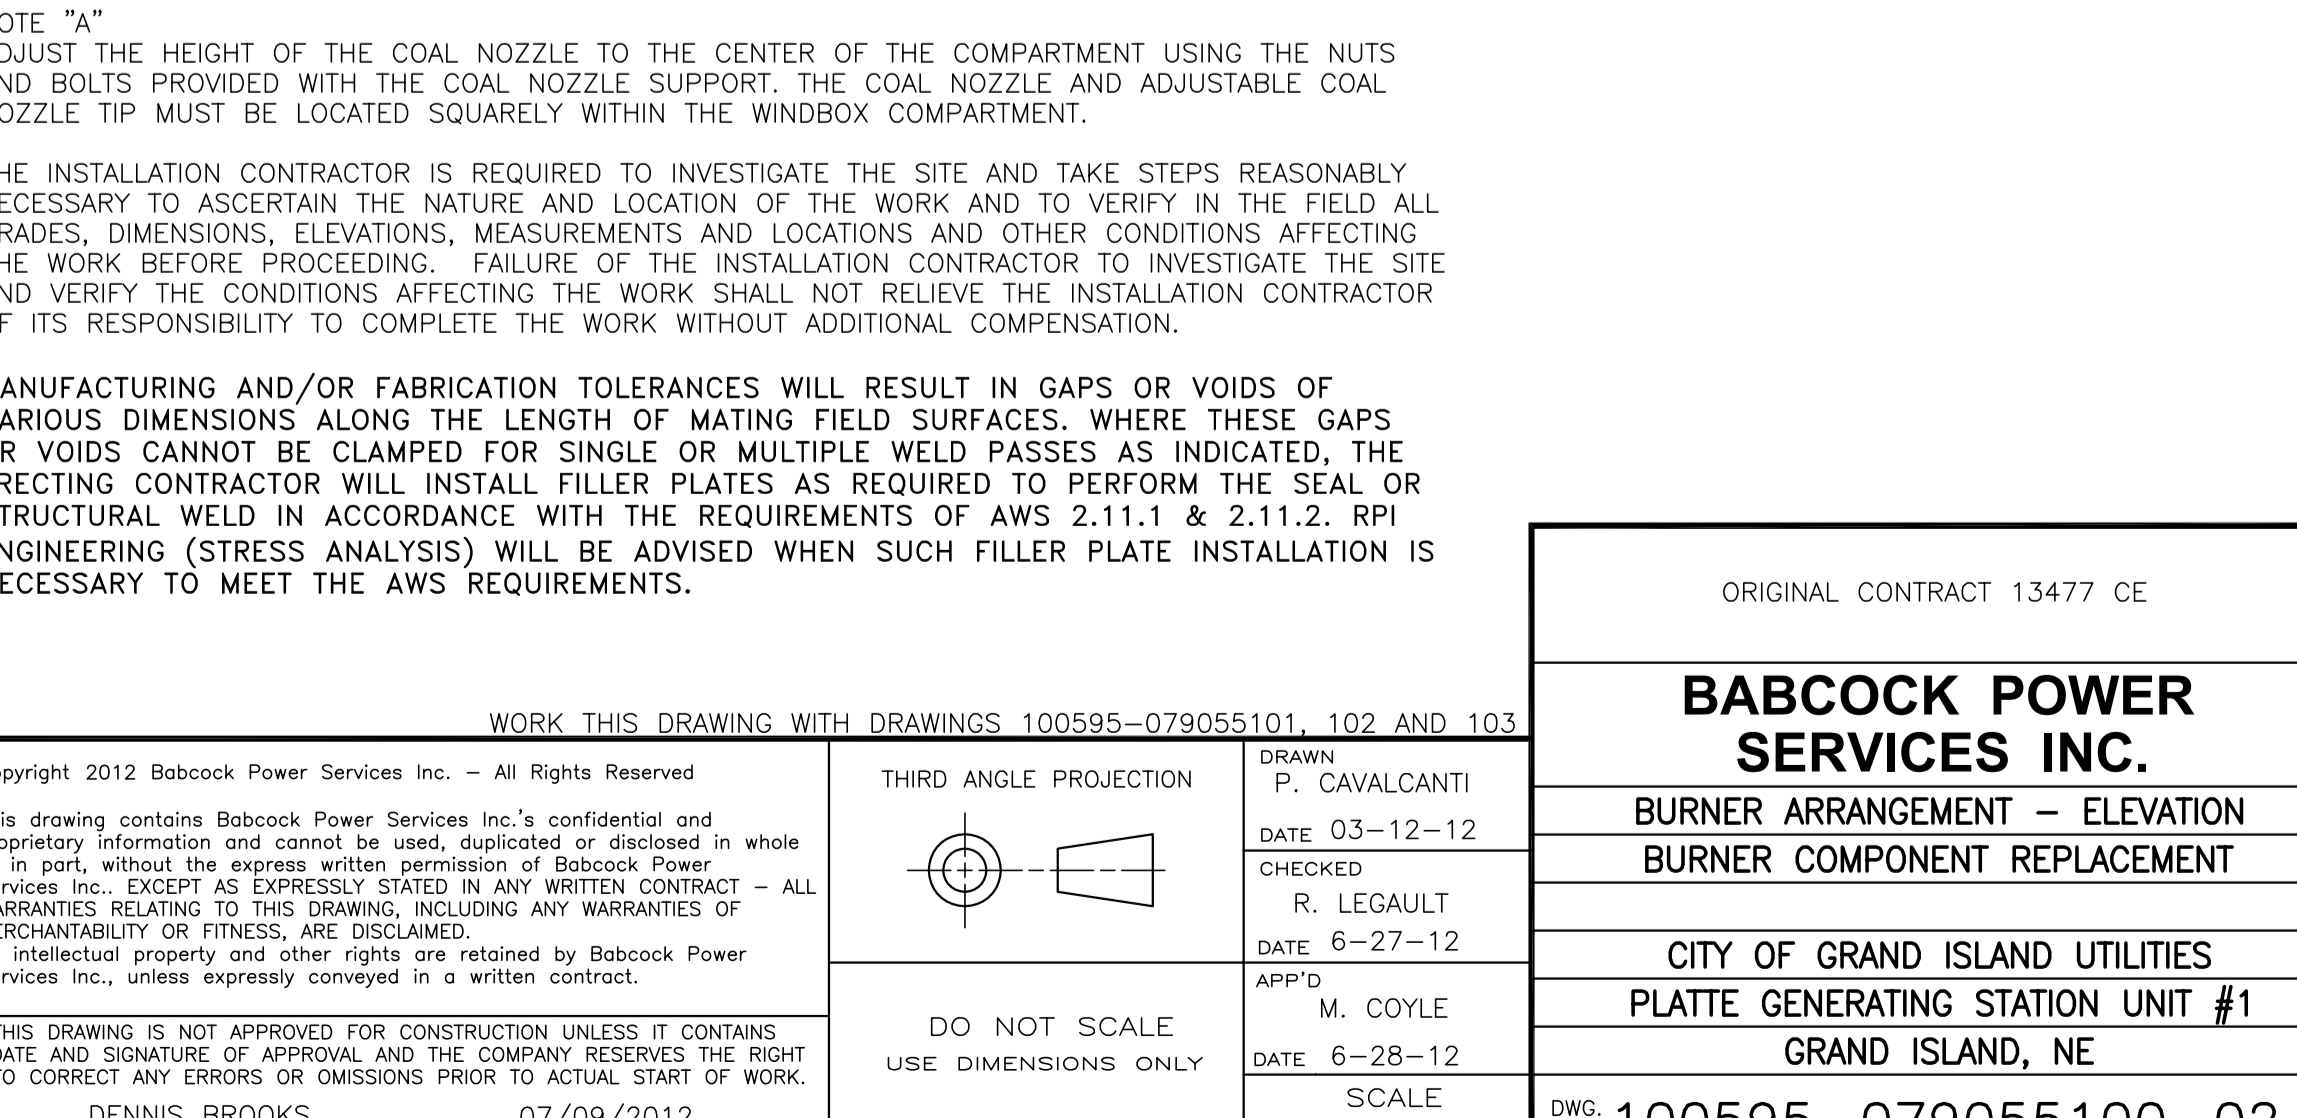 OTE "A"
DJUST THE HEIGHT OF THE COAL NOZZLE TO THE CENTER OF THE COMPARTMENT USING THE NUTS
ND BOLTS PROVIDED WITH THE COAL NOZZLE SUPPORT. THE COAL NOZZLE AND ADJUSTABLE COAL
OZZLE TIP MUST BE LOCATED SQUARELY WITHIN THE WINDBOX COMPARTMENT.
HE INSTALLATION CONTRACTOR IS REQUIRED TO INVESTIGATE THE SITE AND TAKE STEPS REASONABLY
ECESSARY TO ASCERTAIN THE NATURE AND LOCATION OF THE WORK AND TO VERIFY IN THE FIELD ALL
RADES, DIMENSIONS, ELEVATIONS, MEASUREMENTS AND LOCATIONS AND OTHER CONDITIONS AFFECTING
HE WORK BEFORE PROCEEDING. FAILURE OF THE INSTALLATION CONTRACTOR TO INVESTIGATE THE SITE
ND VERIFY THE CONDITIONS AFFECTING THE WORK SHALL NOT RELIEVE THE INSTALLATION CONTRACTOR
F ITS RESPONSIBILITY TO COMPLETE THE WORK WITHOUT ADDITIONAL COMPENSATION.
ANUFACTURING AND/OR FABRICATION TOLERANCES WILL RESULT IN GAPS OR VOIDS OF
ARIOUS DIMENSIONS ALONG THE LENGTH OF MATING FIELD SURFACES. WHERE THESE GAPS
R VOIDS CANNOT BE CLAMPED FOR SINGLE OR MULTIPLE WELD PASSES AS INDICATED, THE
RECTING CONTRACTOR WILL INSTALL FILLER PLATES AS REQUIRED TO PERFORM THE SEAL OR
TRUCTURAL WELD IN ACCORDANCE WITH THE REQUIREMENTS OF AWS 2.11.1 & 2.11.2. RPI
NGINEERING (STRESS ANALYSIS) WILL BE ADVISED WHEN SUCH FILLER PLATE INSTALLATION IS
ECESSARY TO MEET THE AWS REQUIREMENTS.
WORK THIS DRAWING WITH DRAWINGS 100595-079055101, 102 AND 103
opyright 2012 Babcock Power Services Inc. – All Rights Reserved
is drawing contains Babcock Power Services Inc.'s confidential and
oprietary information and cannot be used, duplicated or disclosed in whole
in part, without the express written permission of Babcock Power
rvices Inc.. EXCEPT AS EXPRESSLY STATED IN ANY WRITTEN CONTRACT – ALL
ARRANTIES RELATING TO THIS DRAWING, INCLUDING ANY WARRANTIES OF
ERCHANTABILITY OR FITNESS, ARE DISCLAIMED.
intellectual property and other rights are retained by Babcock Power
rvices Inc., unless expressly conveyed in a written contract.
THIS DRAWING IS NOT APPROVED FOR CONSTRUCTION UNLESS IT CONTAINS
DATE AND SIGNATURE OF APPROVAL AND THE COMPANY RESERVES THE RIGHT
TO CORRECT ANY ERRORS OR OMISSIONS PRIOR TO ACTUAL START OF WORK.
DENNIS BROOKS 07/09/2012
THIRD ANGLE PROJECTION
DO NOT SCALE
USE DIMENSIONS ONLY
DRAWN
P. CAVALCANTI
DATE 03-12-12
CHECKED
R. LEGAULT
DATE 6-27-12
APP'D
M. COYLE
DATE 6-28-12
SCALE
ORIGINAL CONTRACT 13477 CE
BABCOCK POWER
SERVICES INC.
BURNER ARRANGEMENT – ELEVATION
BURNER COMPONENT REPLACEMENT
CITY OF GRAND ISLAND UTILITIES
PLATTE GENERATING STATION UNIT #1
GRAND ISLAND, NE
DWG. 100595 079055100